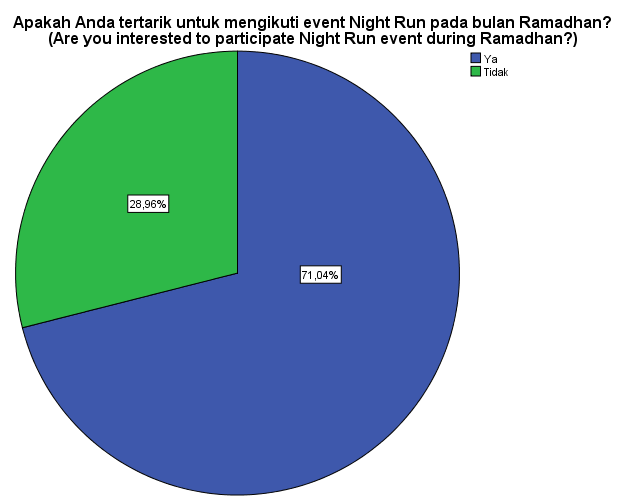 Apakah Anda tertarik untuk mengikuti event Night Run pada bulan Ramadhan?
(Are you interested to participate Night Run event during Ramadhan?)
Ya
Tidak
28,96%
71,04%